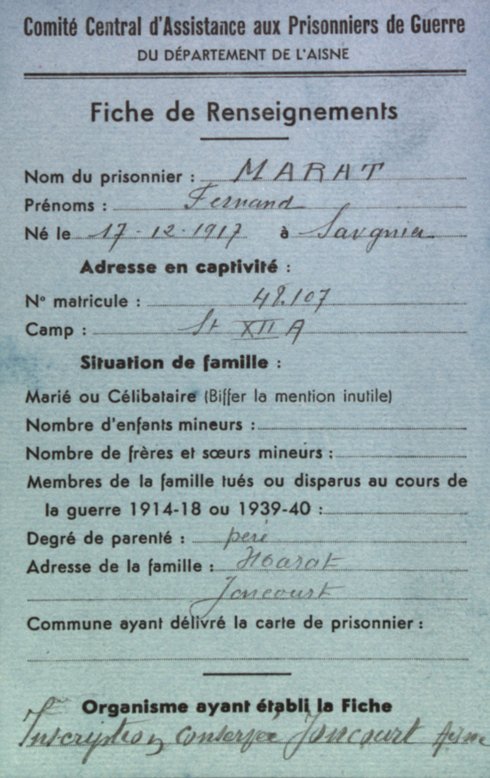 Comité Central d'Assistance aux Prisonniers de Guerre
DU DÉPARTEMENT DE L'AISNE
Fiche de Renseignements
Nom du prisonnier : MARAT
Prénoms : Fernand
Né le 17-12-1917 à
Adresse en captivité :
N° matricule : 48.107
Camp : St XII A
Situation de famille :
Marié ou Célibataire (Biffer la mention inutile)
Nombre d'enfants mineurs :
Nombre de frères et sœurs mineurs :
Membres de la famille tués ou disparus au cours de
la guerre 1914-18 ou 1939-40 :
Degré de parenté : père
Adresse de la famille : Marat
Joncourt
Commune ayant délivré la carte de prisonnier :
Organisme ayant établi la Fiche
Inscription conservée Joncourt Aisne